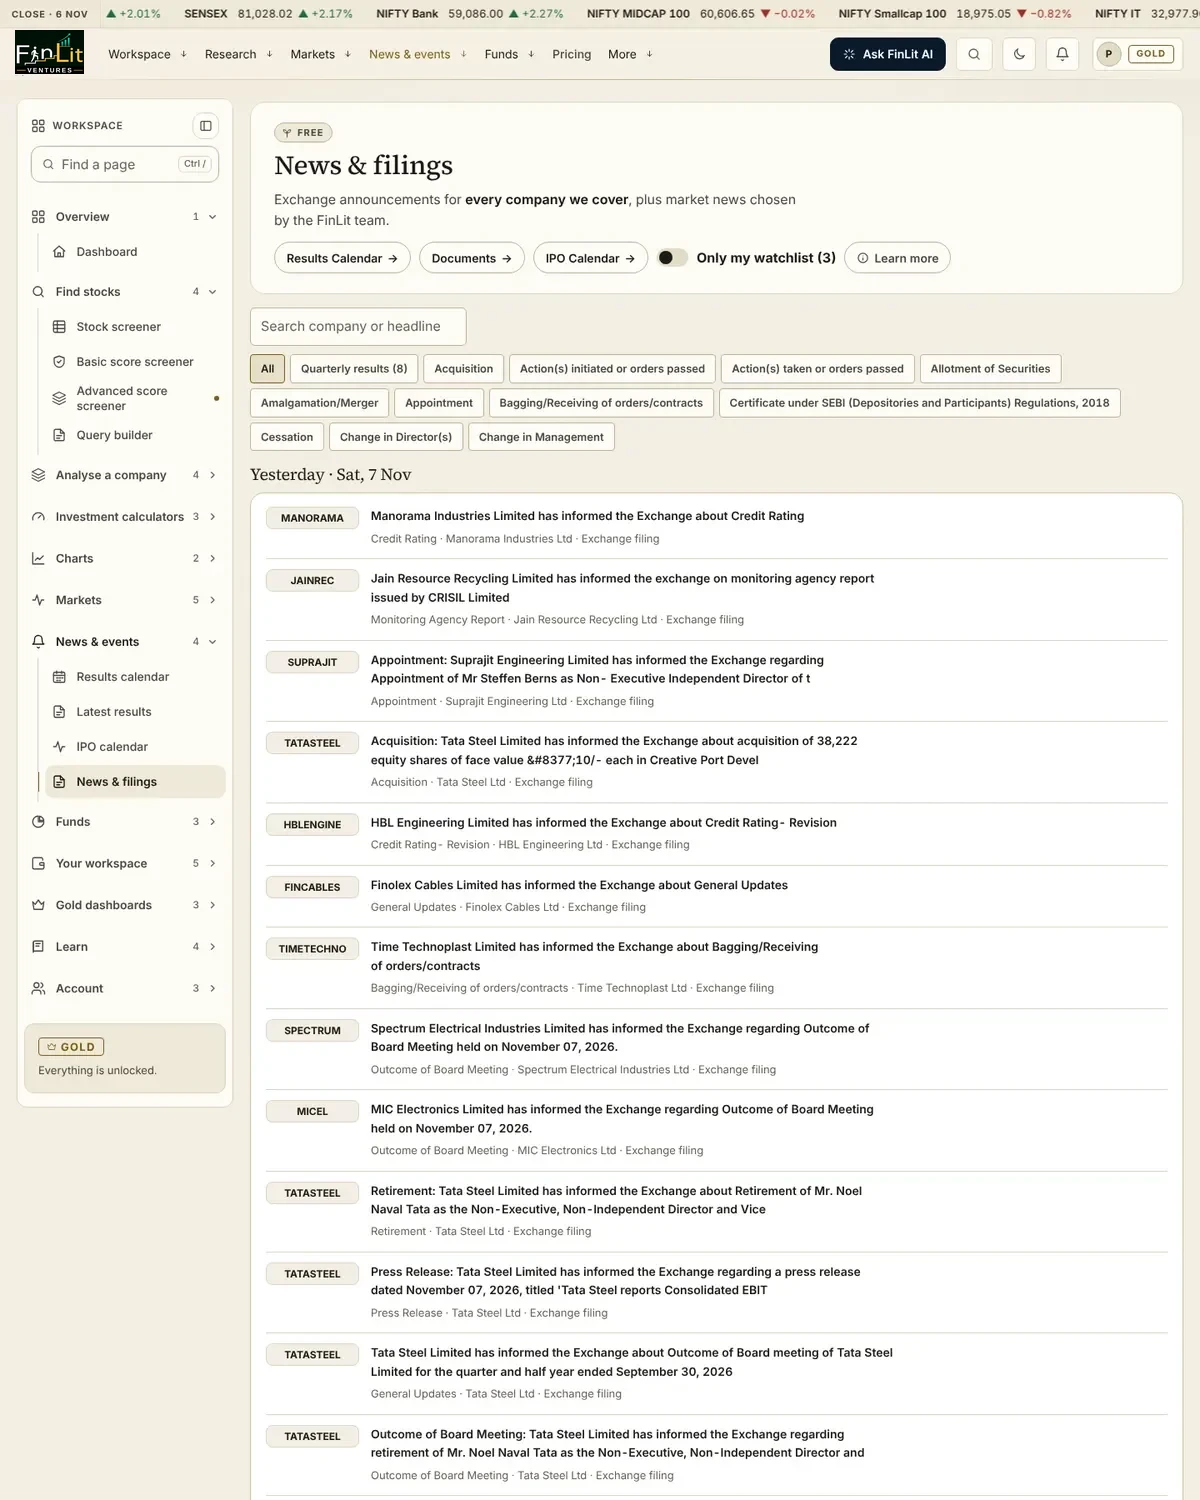 CLOSE · 6 NOV ▲ +2.01% SENSEX 81,028.02 ▲ +2.17% NIFTY Bank 59,086.00 ▲ +2.27% NIFTY MIDCAP 100 60,606.65 ▼ −0.02% NIFTY Smallcap 100 18,975.05 ▼ −0.82% NIFTY IT 32,977.9
FinLit
VENTURES
Workspace Research Markets News & events Funds Pricing More Ask FinLit AI P GOLD
WORKSPACE
Find a page Ctrl /
Overview 1
Dashboard
Find stocks 4
Stock screener
Basic score screener
Advanced score
screener
Query builder
Analyse a company 4
Investment calculators 3
Charts 2
Markets 5
News & events 4
Results calendar
Latest results
IPO calendar
News & filings
Funds 3
Your workspace 5
Gold dashboards 3
Learn 4
Account 3
GOLD
Everything is unlocked.
FREE
News & filings
Exchange announcements for every company we cover, plus market news chosen
by the FinLit team.
Results Calendar → Documents → IPO Calendar → Only my watchlist (3) Learn more
Search company or headline
All Quarterly results (8) Acquisition Action(s) initiated or orders passed Action(s) taken or orders passed Allotment of Securities
Amalgamation/Merger Appointment Bagging/Receiving of orders/contracts Certificate under SEBI (Depositories and Participants) Regulations, 2018
Cessation Change in Director(s) Change in Management
Yesterday · Sat, 7 Nov
MANORAMA Manorama Industries Limited has informed the Exchange about Credit Rating
Credit Rating · Manorama Industries Ltd · Exchange filing
JAINREC Jain Resource Recycling Limited has informed the exchange on monitoring agency report
issued by CRISIL Limited
Monitoring Agency Report · Jain Resource Recycling Ltd · Exchange filing
SUPRAJIT Appointment: Suprajit Engineering Limited has informed the Exchange regarding
Appointment of Mr Steffen Berns as Non- Executive Independent Director of t
Appointment · Suprajit Engineering Ltd · Exchange filing
TATASTEEL Acquisition: Tata Steel Limited has informed the Exchange about acquisition of 38,222
equity shares of face value &#8377;10/- each in Creative Port Devel
Acquisition · Tata Steel Ltd · Exchange filing
HBLENGINE HBL Engineering Limited has informed the Exchange about Credit Rating- Revision
Credit Rating- Revision · HBL Engineering Ltd · Exchange filing
FINCABLES Finolex Cables Limited has informed the Exchange about General Updates
General Updates · Finolex Cables Ltd · Exchange filing
TIMETECHNO Time Technoplast Limited has informed the Exchange about Bagging/Receiving
of orders/contracts
Bagging/Receiving of orders/contracts · Time Technoplast Ltd · Exchange filing
SPECTRUM Spectrum Electrical Industries Limited has informed the Exchange regarding Outcome of
Board Meeting held on November 07, 2026.
Outcome of Board Meeting · Spectrum Electrical Industries Ltd · Exchange filing
MICEL MIC Electronics Limited has informed the Exchange regarding Outcome of Board Meeting
held on November 07, 2026.
Outcome of Board Meeting · MIC Electronics Ltd · Exchange filing
TATASTEEL Retirement: Tata Steel Limited has informed the Exchange about Retirement of Mr. Noel
Naval Tata as the Non-Executive, Non-Independent Director and Vice
Retirement · Tata Steel Ltd · Exchange filing
TATASTEEL Press Release: Tata Steel Limited has informed the Exchange regarding a press release
dated November 07, 2026, titled 'Tata Steel reports Consolidated EBIT
Press Release · Tata Steel Ltd · Exchange filing
TATASTEEL Tata Steel Limited has informed the Exchange about Outcome of Board meeting of Tata Steel
Limited for the quarter and half year ended September 30, 2026
General Updates · Tata Steel Ltd · Exchange filing
TATASTEEL Outcome of Board Meeting: Tata Steel Limited has informed the Exchange regarding
retirement of Mr. Noel Naval Tata as the Non-Executive, Non-Independent Director and
Outcome of Board Meeting · Tata Steel Ltd · Exchange filing